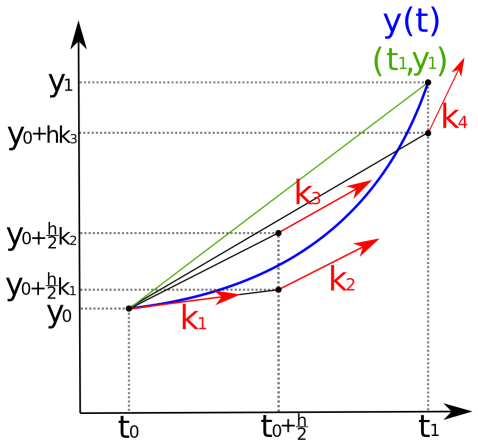 y(t)
(t₁,y₁)
y₁
k₄
y₀+hk₃
k₃
y₀+h/2k₂
k₂
y₀+h/2k₁
y₀
k₁
t₀
t₀+h/2
t₁